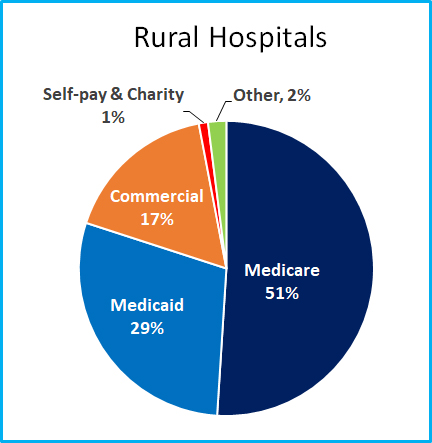 Rural Hospitals
Self-pay & Charity
1%
Other, 2%
Commercial
17%
Medicare
51%
Medicaid
29%